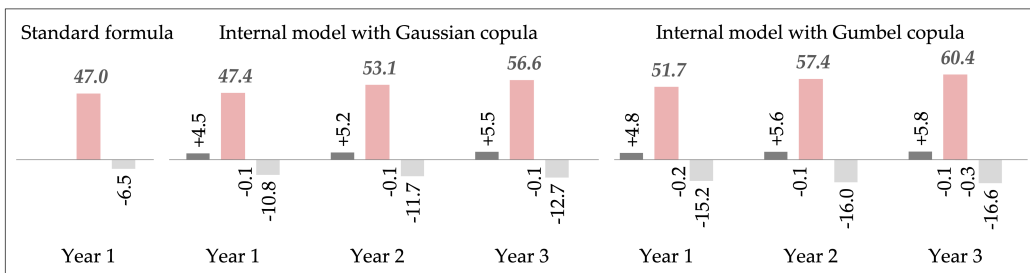 Standard formula Internal model with Gaussian copula Internal model with Gumbel copula
47.0 -6.5
+4.5 47.4 -0.1 -10.8
+5.2 53.1 -0.1 -11.7
+5.5 56.6 -0.1 -12.7
+4.8 51.7 -0.2 -15.2
+5.6 57.4 -0.1 -16.0
+5.8 60.4 -0.1 -0.3 -16.6
Year 1 Year 1 Year 2 Year 3 Year 1 Year 2 Year 3